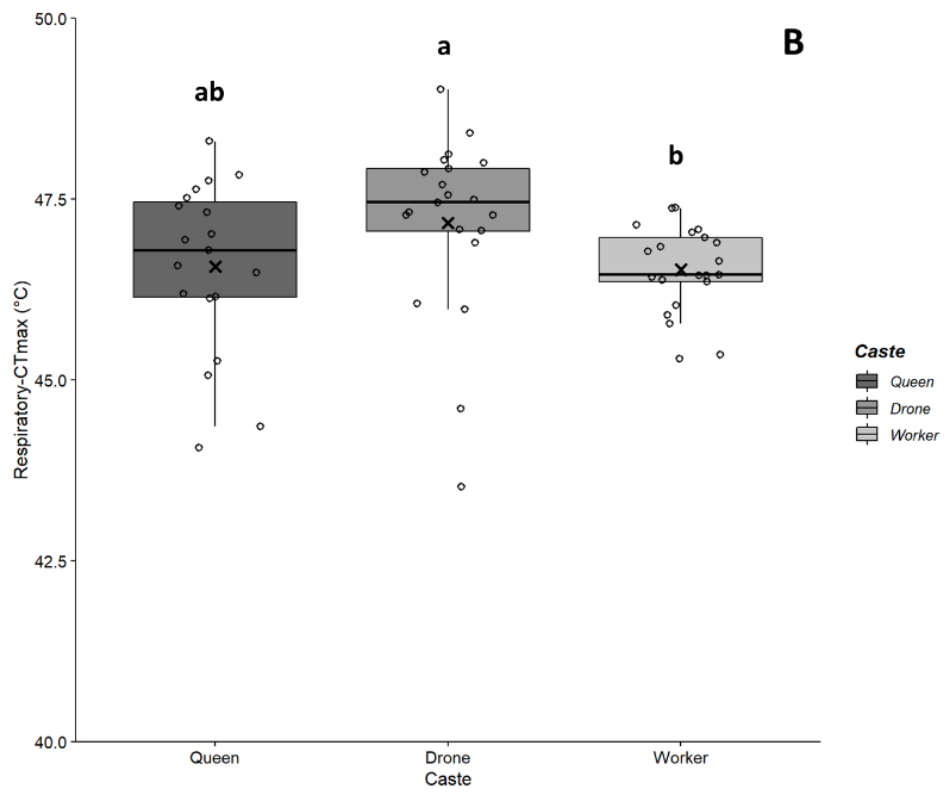 B
50.0
47.5
45.0
42.5
40.0
Respiratory-CTmax (°C)
ab
a
b
Queen
Drone
Worker
Caste
Caste
Queen
Drone
Worker